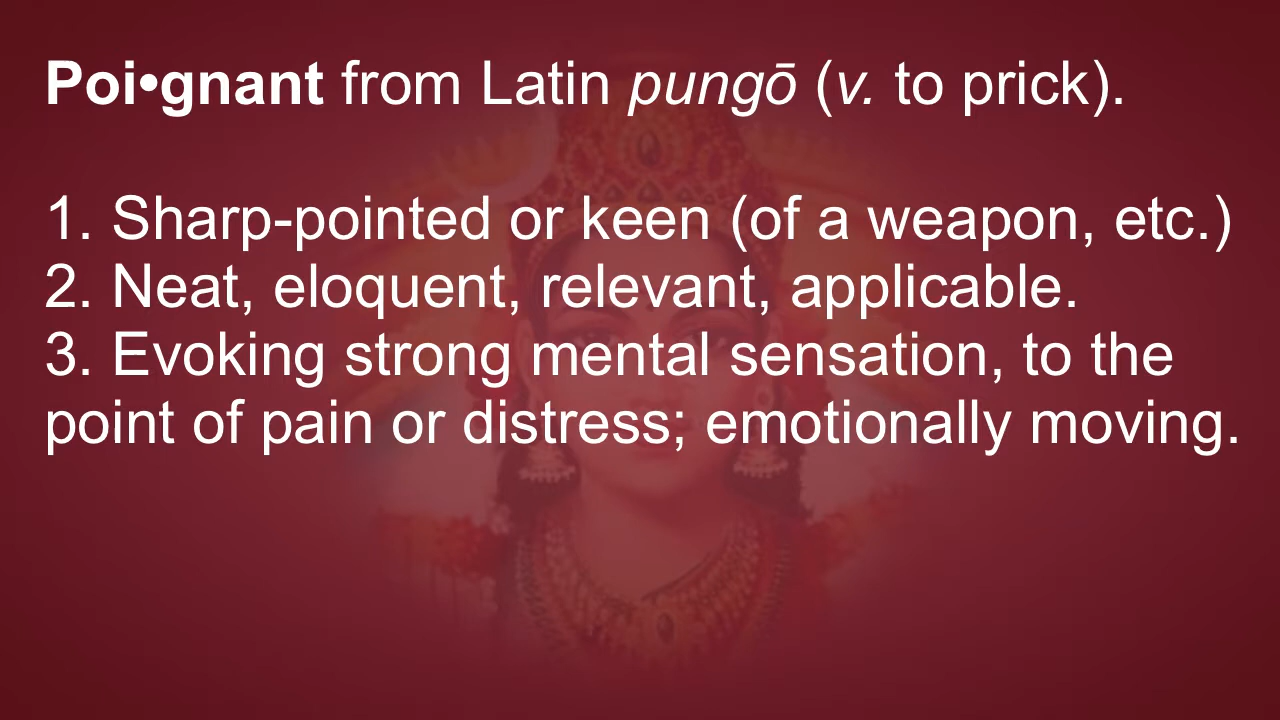 Poi•gnant from Latin pungō (v. to prick).
1. Sharp-pointed or keen (of a weapon, etc.)
2. Neat, eloquent, relevant, applicable.
3. Evoking strong mental sensation, to the
point of pain or distress; emotionally moving.